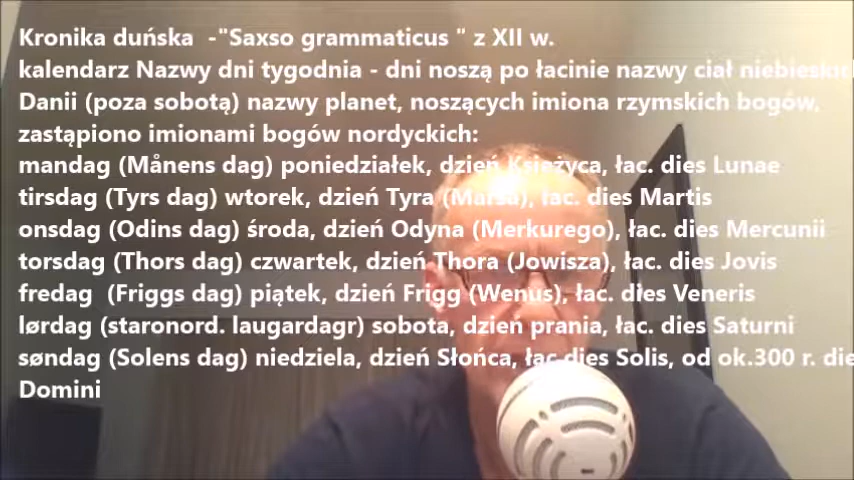 Kronika duńska -"Saxso grammaticus " z XII w.
kalendarz Nazwy dni tygodnia - dni noszą po łacinie nazwy ciał
Danii (poza sobotą) nazwy planet, noszących imiona rzymskich bogów,
zastąpiono imionami bogów nordyckich:
mandag (Månens dag) poniedziałek, dzień Księżyca, łac. dies Lunae
tirsdag (Tyrs dag) wtorek, dzień Tyra (Marsa), łac. dies Martis
onsdag (Odins dag) środa, dzień Odyna (Merkurego), łac. dies Mercunii
torsdag (Thors dag) czwartek, dzień Thora (Jowisza), łac. dies Jovis
fredag (Friggs dag) piątek, dzień Frigg (Wenus), łac. dies Veneris
lørdag (staronord. laugardagr) sobota, dzień prania, łac. dies Saturni
søndag (Solens dag) niedziela, dzień Słońca, łac dies Solis, od ok.300 r.
Domini